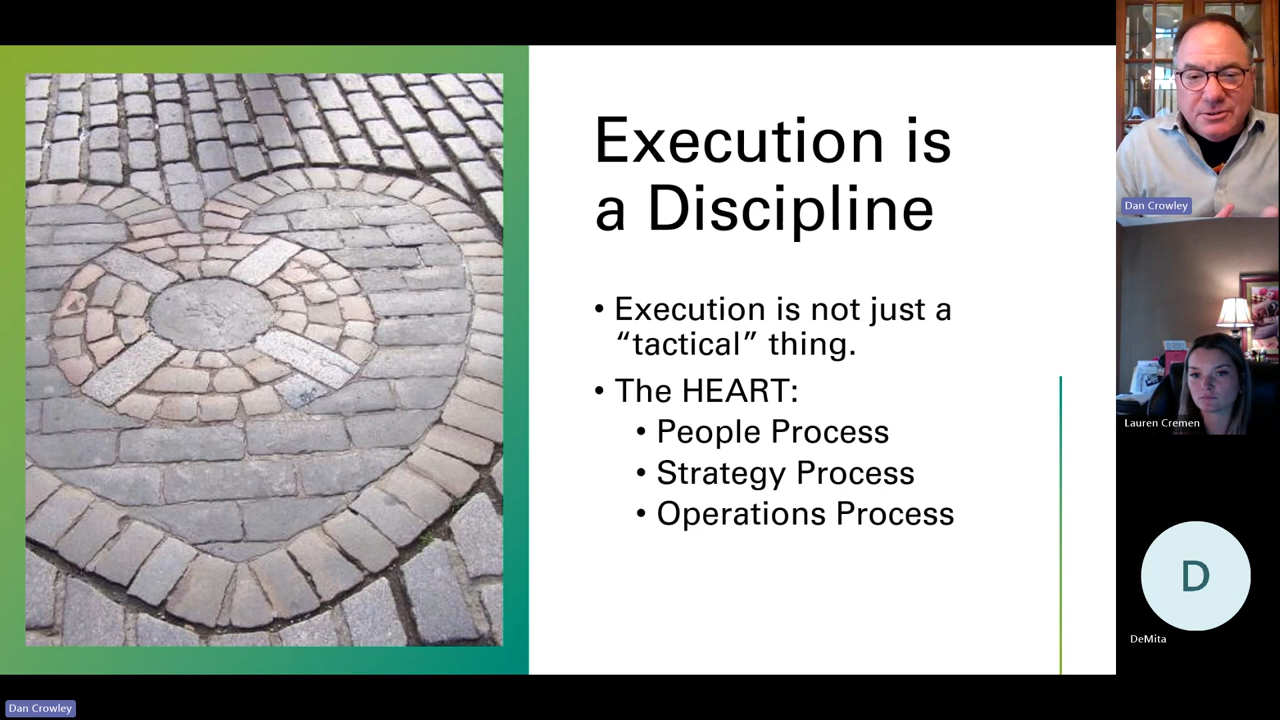 Execution is
a Discipline
• Execution is not just a
“tactical” thing.
• The HEART:
• People Process
• Strategy Process
• Operations Process
Dan Crowley
Lauren Cremen
D
DeMita
Dan Crowley